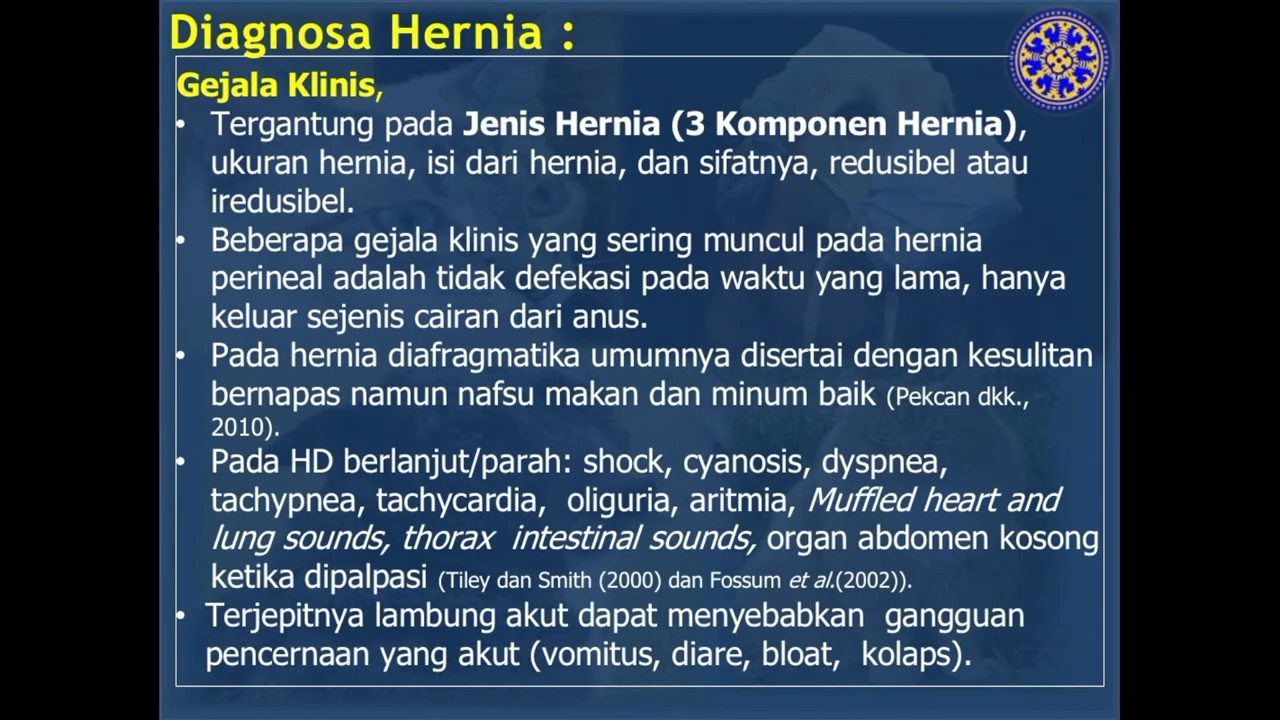 Diagnosa Hernia :
Gejala Klinis,
• Tergantung pada Jenis Hernia (3 Komponen Hernia),
ukuran hernia, isi dari hernia, dan sifatnya, redusibel atau
iredusibel.
• Beberapa gejala klinis yang sering muncul pada hernia
perineal adalah tidak defekasi pada waktu yang lama, hanya
keluar sejenis cairan dari anus.
• Pada hernia diafragmatika umumnya disertai dengan kesulitan
bernapas namun nafsu makan dan minum baik (Pekcan dkk.,
2010).
• Pada HD berlanjut/parah: shock, cyanosis, dyspnea,
tachypnea, tachycardia, oliguria, aritmia, Muffled heart and
lung sounds, thorax intestinal sounds, organ abdomen kosong
ketika dipalpasi (Tiley dan Smith (2000) dan Fossum et al.(2002)).
• Terjepitnya lambung akut dapat menyebabkan gangguan
pencernaan yang akut (vomitus, diare, bloat, kolaps).